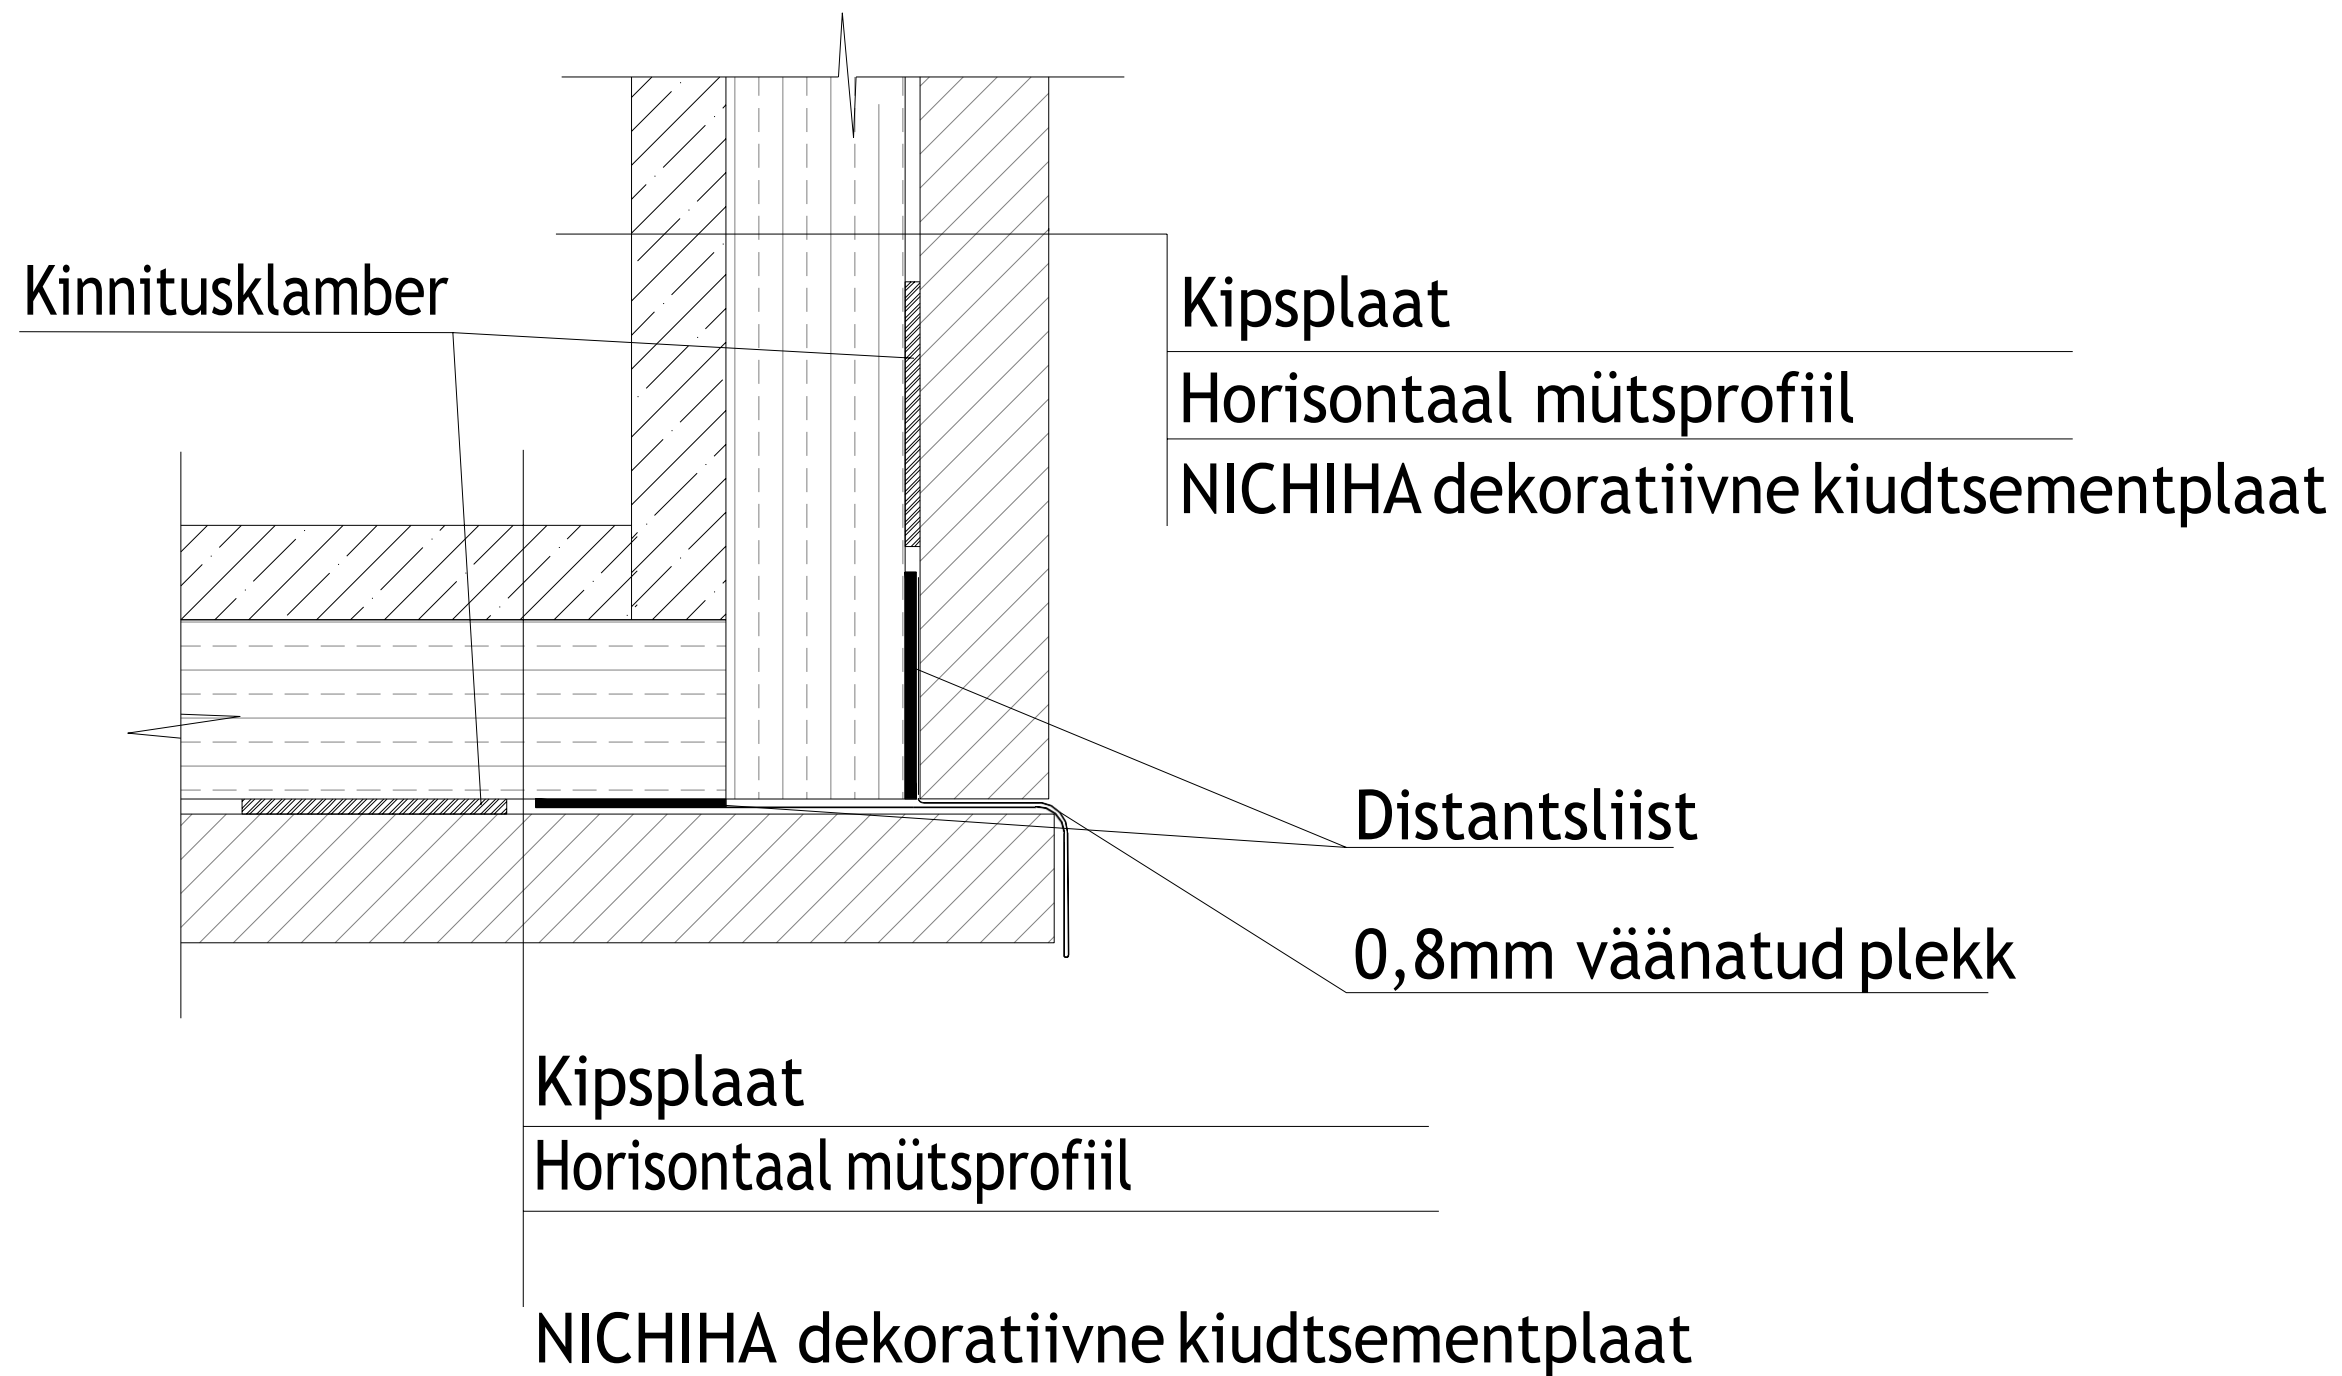 Kinnitusklamber
Kipsplaat
Horisontaal mütsprofiil
NICHIHA dekoratiivne kiudtsementplaat
Distantsliist
0,8mm väänatud plekk
Kipsplaat
Horisontaal mütsprofiil
NICHIHA dekoratiivne kiudtsementplaat